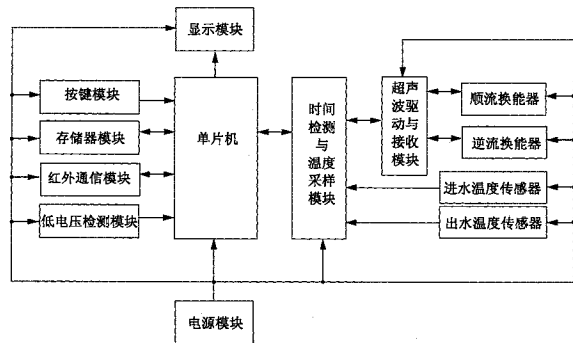 显示模块
按键模块
存储器模块
红外通信模块
低电压检测模块
单片机
时间
检测
与
温度
采样
模块
超声
波驱
动与
接收
模块
顺流换能器
逆流换能器
进水温度传感器
出水温度传感器
电源模块